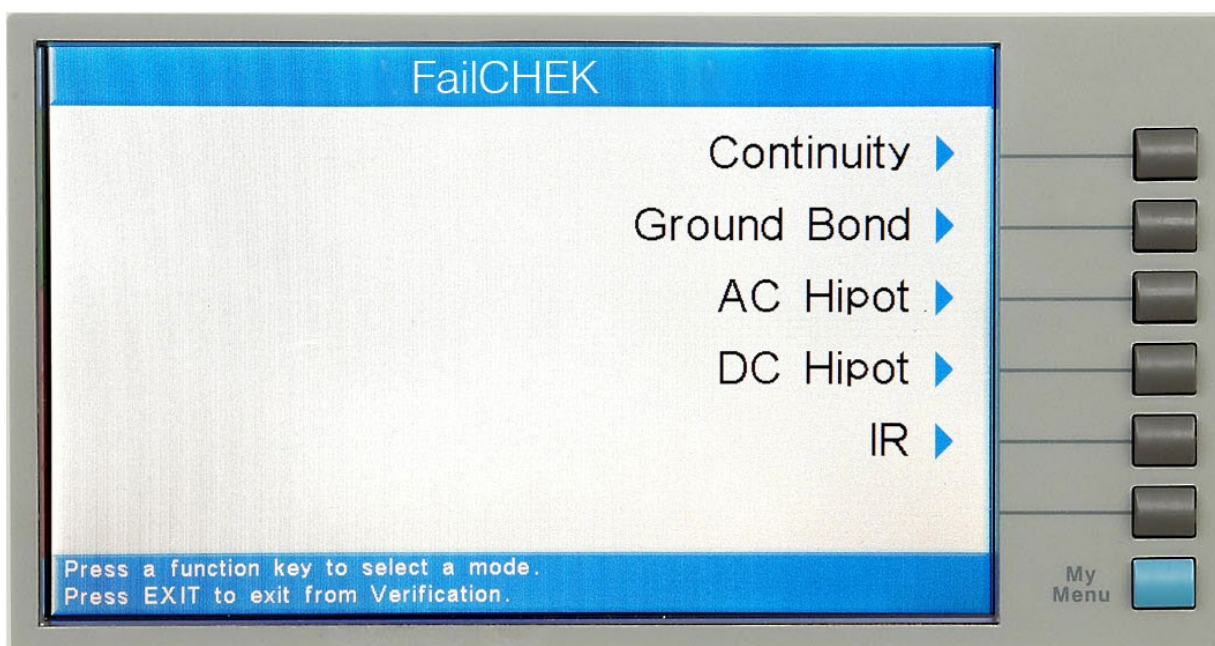 FailCHEK
Continuity
Ground Bond
AC Hipot
DC Hipot
IR
Press a function key to select a mode.
Press EXIT to exit from Verification.
My
Menu